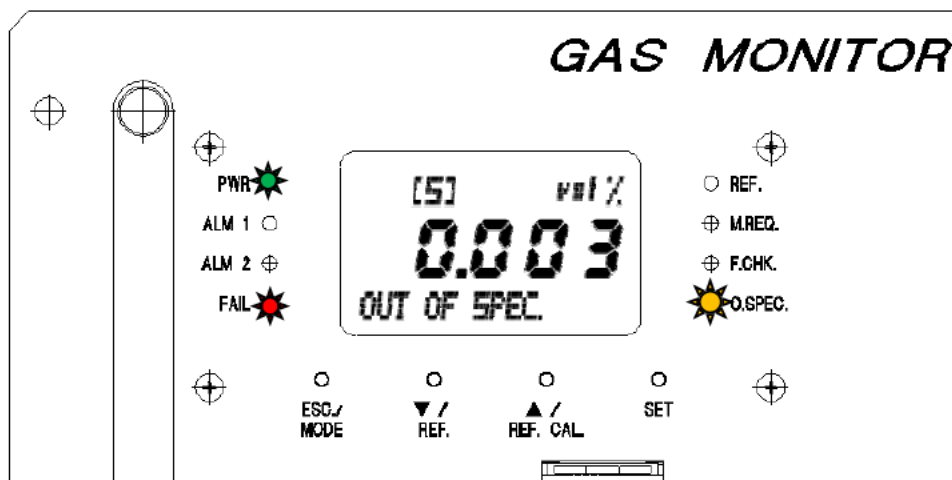 GAS MONITOR
PWR
ALM 1
ALM 2
FAIL
[S] vol%
0.003
OUT OF SPEC.
REF.
M.REQ.
F.CHK.
O.SPEC.
ESC./
MODE
▼ /
REF.
▲ /
REF. CAL.
SET